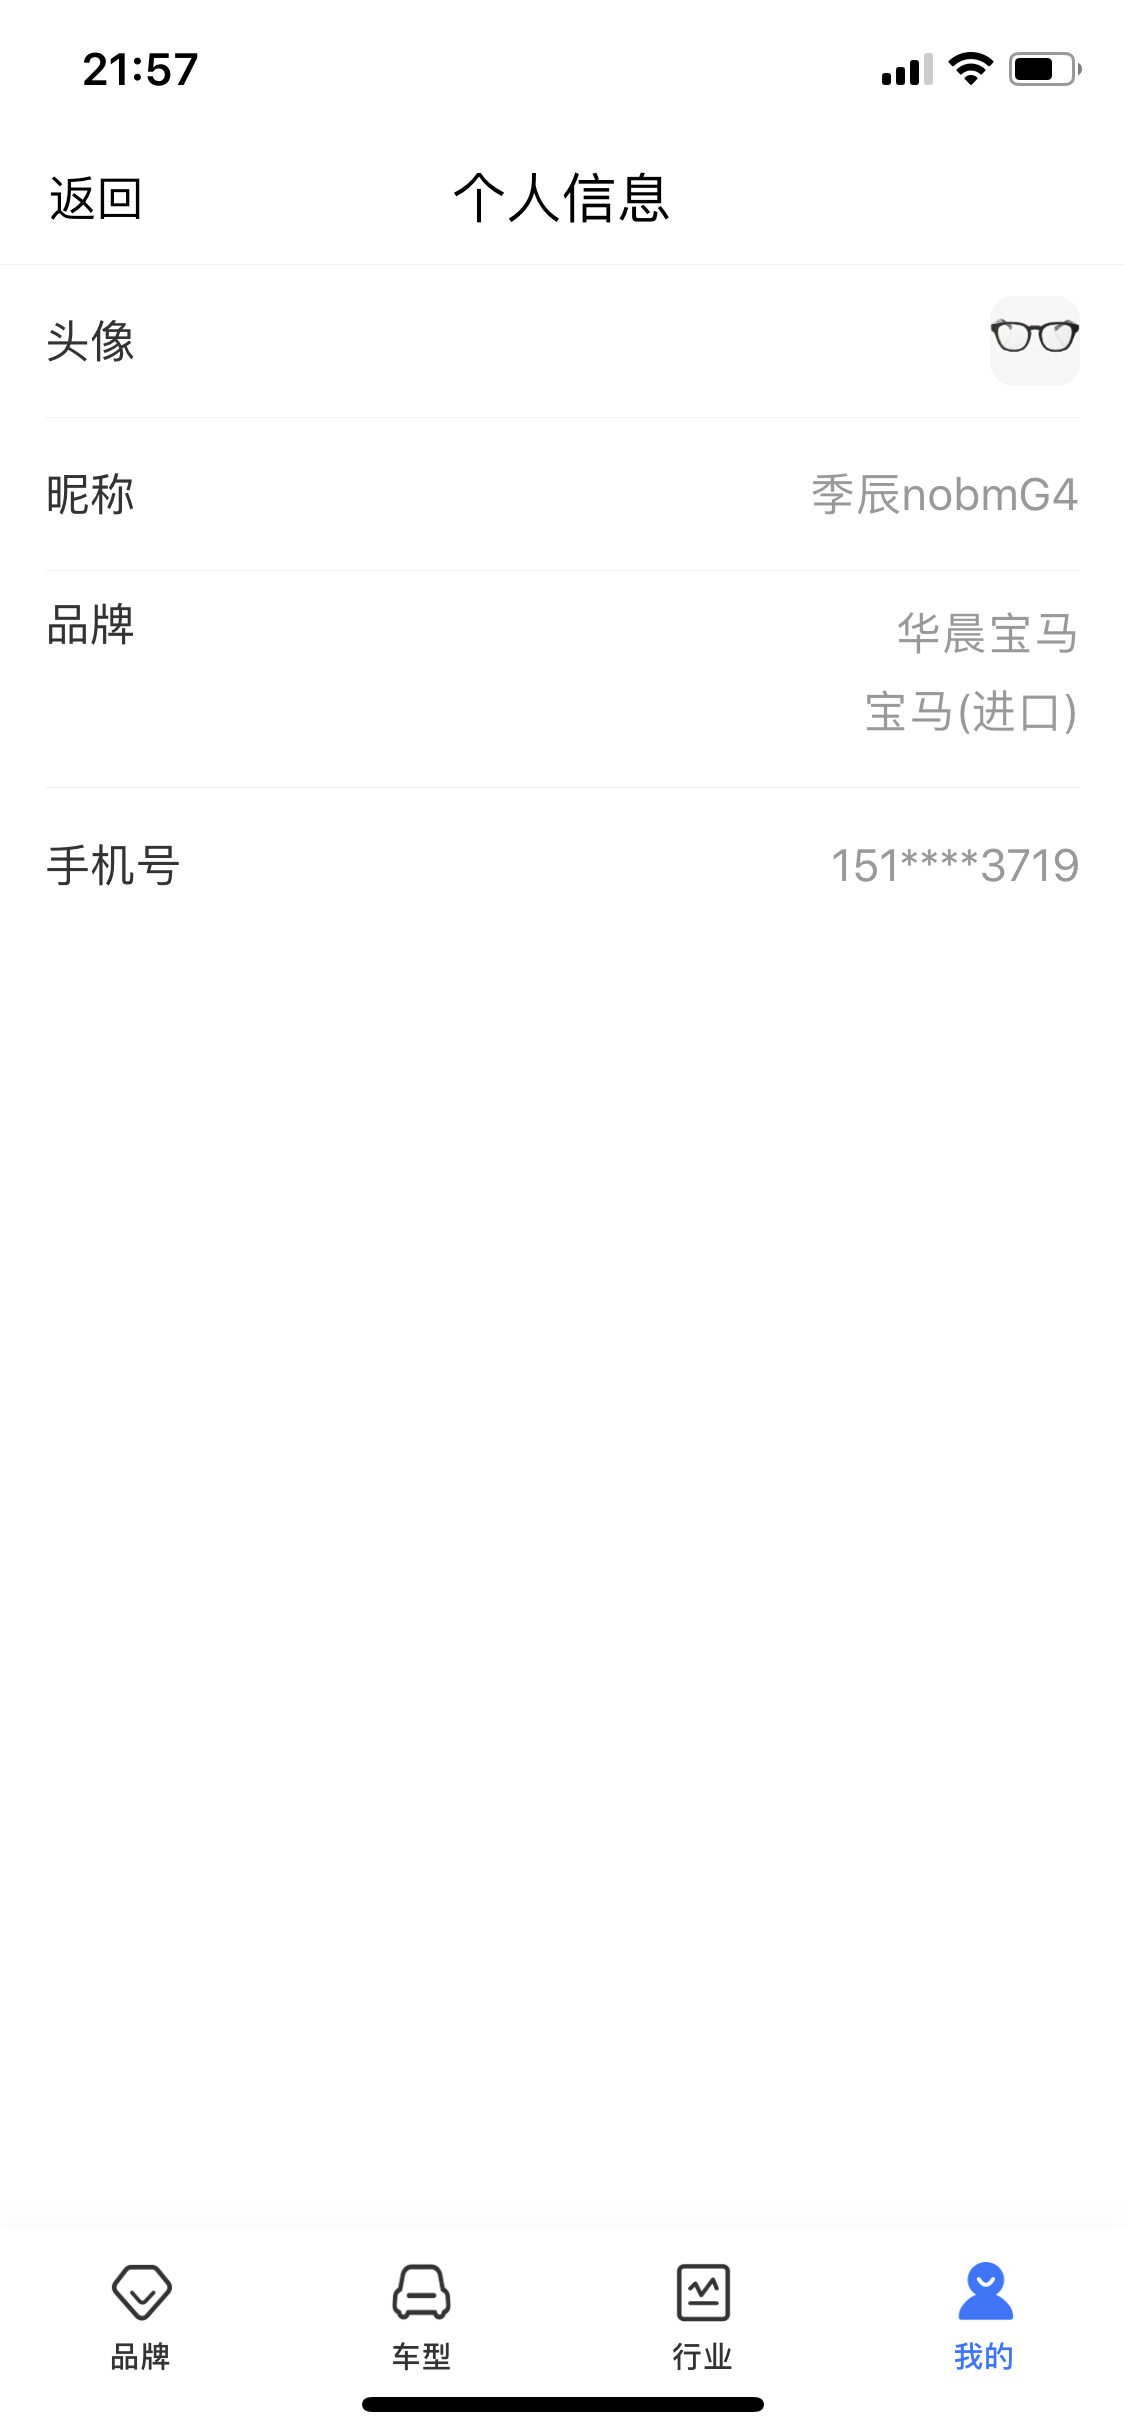 21:57
返回
个人信息
头像
昵称
季辰nobmG4
品牌
华晨宝马
宝马(进口)
手机号
151****3719
品牌
车型
行业
我的